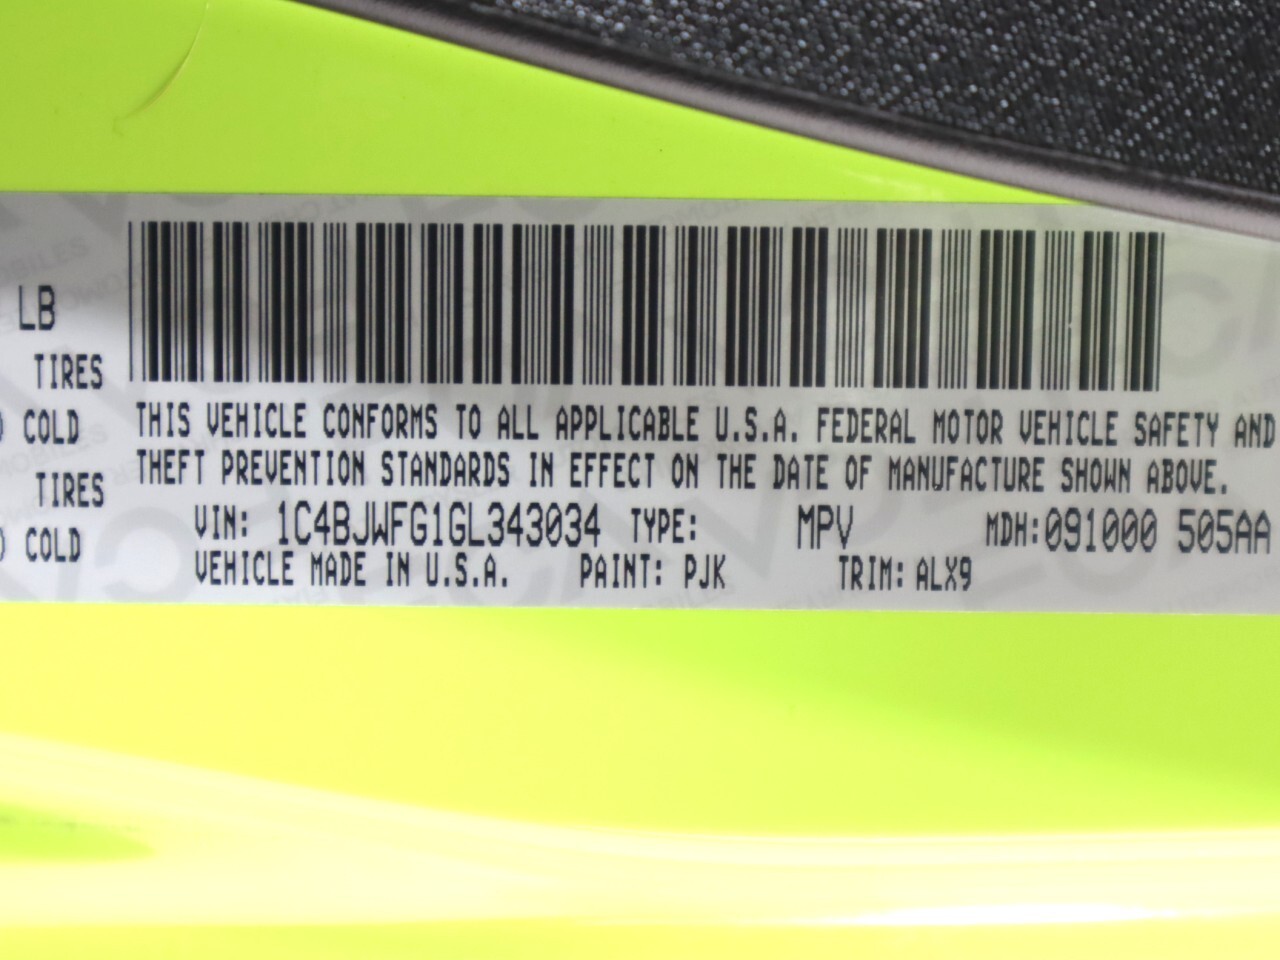 LB
TIRES
COLD
TIRES
COLD
THIS VEHICLE CONFORMS TO ALL APPLICABLE U.S.A. FEDERAL MOTOR VEHICLE SAFETY AND
THEFT PREVENTION STANDARDS IN EFFECT ON THE DATE OF MANUFACTURE SHOWN ABOVE.
VIN: 1C4BJWFG1GL343034 TYPE: MPV MDH:091000 505AA
VEHICLE MADE IN U.S.A. PAINT: PJK TRIM: ALX9